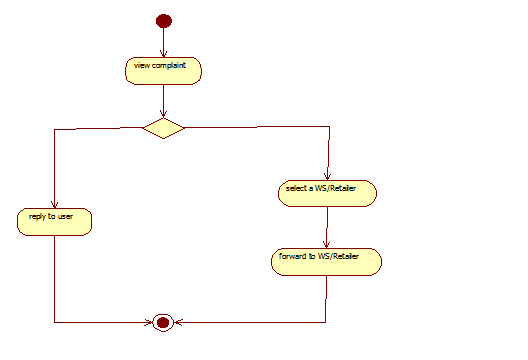 view complaint
select a WS/Retailer
reply to user
forward to WS/Retailer